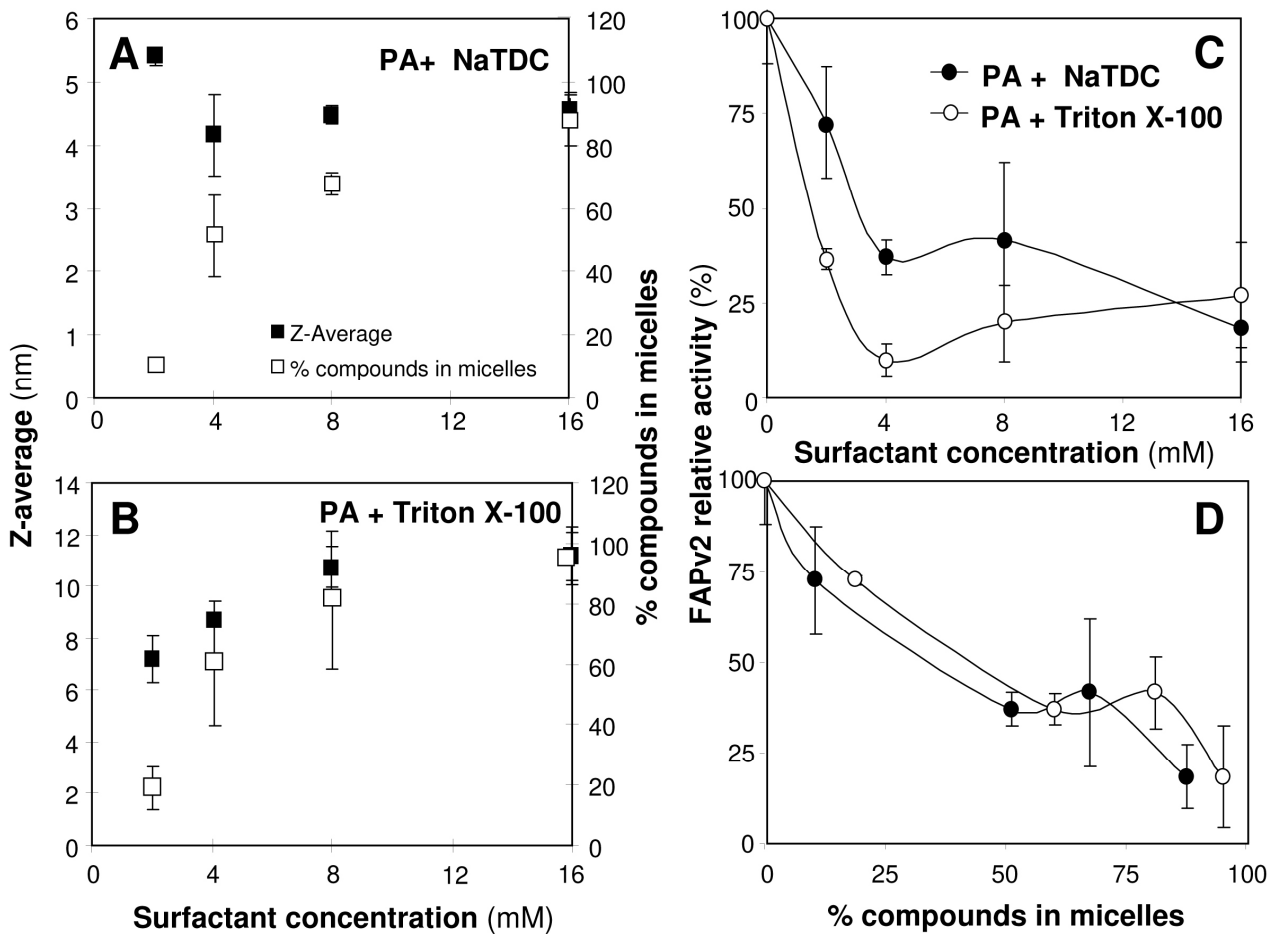 A
PA+ NaTDC
6
5
4
3
2
1
0
120
100
80
60
40
20
0
Z-Average
% compounds in micelles
0 4 8 12 16
B
PA + Triton X-100
14
12
10
8
6
4
2
0
120
100
80
60
40
20
0
0 4 8 12 16
Surfactant concentration (mM)
Z-average (nm)
% compounds in micelles
C
PA + NaTDC
PA + Triton X-100
100
75
50
25
0
0 4 8 12 16
Surfactant concentration (mM)
FAPv2 relative activity (%)
D
100
75
50
25
0
0 25 50 75 100
% compounds in micelles